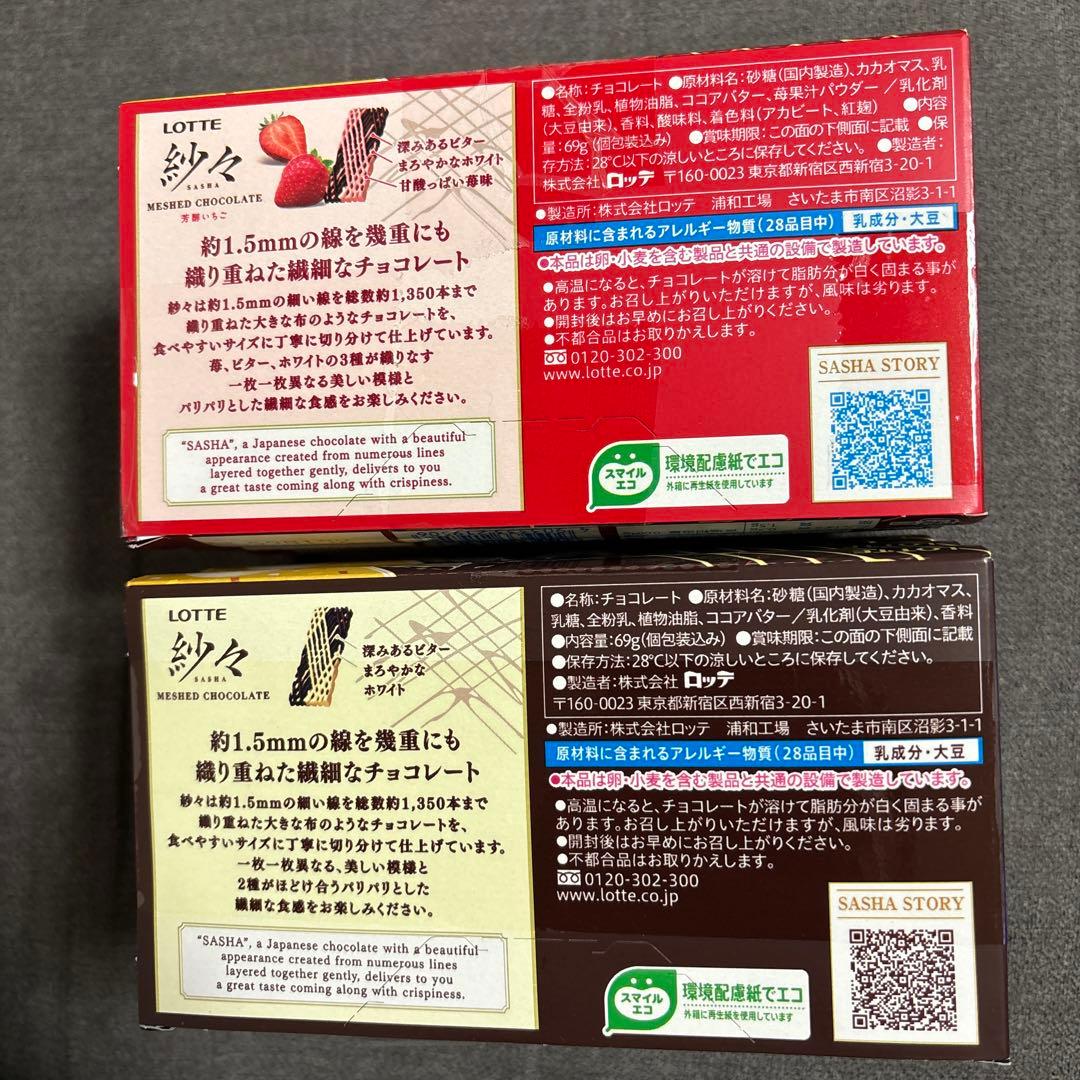 LOTTE
紗々
SASHA
MESHED CHOCOLATE
芳醇いちご
深みあるビター
まろやかなホワイト
甘酸っぱい苺味
約1.5mmの線を幾重にも
織り重ねた繊細なチョコレート
紗々は約1.5mmの細い線を総数約1,350本まで
織り重ねた大きな布のようなチョコレートを、
食べやすいサイズに丁寧に切り分けて仕上げています。
苺、ビター、ホワイトの3種が織りなす
一枚一枚異なる美しい模様と
パリパリとした繊細な食感をお楽しみください。
“SASHA”, a Japanese chocolate with a beautiful
appearance created from numerous lines
layered together gently, delivers to you
a great taste coming along with crispiness.
●名称:チョコレート ●原材料名:砂糖(国内製造)、カカオマス、乳
糖、全粉乳、植物油脂、ココアバター、苺果汁パウダー／乳化剤
(大豆由来)、香料、酸味料、着色料(アカビート、紅麹) ●内容
量:69g(個包装込み) ●賞味期限:この面の下側面に記載 ●保
存方法:28℃以下の涼しいところに保存してください。 ●製造者:
株式会社 ロッテ 〒160-0023 東京都新宿区西新宿3-20-1
●製造所:株式会社ロッテ 浦和工場 さいたま市南区沼影3-1-1
原材料に含まれるアレルギー物質(28品目中) 乳成分・大豆
●本品は卵・小麦を含む製品と共通の設備で製造しています。
●高温になると、チョコレートが溶けて脂肪分が白く固まる事が
あります。お召し上がりいただけますが、風味は劣ります。
●開封後はお早めにお召し上がりください。
●不都合品はお取りかえします。
0120-302-300
www.lotte.co.jp
SASHA STORY
スマイル
エコ
環境配慮紙でエコ
外箱に再生紙を使用しています
LOTTE
紗々
SASHA
MESHED CHOCOLATE
深みあるビター
まろやかな
ホワイト
約1.5mmの線を幾重にも
織り重ねた繊細なチョコレート
紗々は約1.5mmの細い線を総数約1,350本まで
織り重ねた大きな布のようなチョコレートを、
食べやすいサイズに丁寧に切り分けて仕上げています。
一枚一枚異なる、美しい模様と
2種がほどけ合うパリパリとした
繊細な食感をお楽しみください。
“SASHA”, a Japanese chocolate with a beautiful
appearance created from numerous lines
layered together gently, delivers to you
a great taste coming along with crispiness.
●名称:チョコレート ●原材料名:砂糖(国内製造)、カカオマス、
乳糖、全粉乳、植物油脂、ココアバター／乳化剤(大豆由来)、香料
●内容量:69g(個包装込み) ●賞味期限:この面の下側面に記載
●保存方法:28℃以下の涼しいところに保存してください。
●製造者:株式会社 ロッテ
〒160-0023 東京都新宿区西新宿3-20-1
●製造所:株式会社ロッテ 浦和工場 さいたま市南区沼影3-1-1
原材料に含まれるアレルギー物質(28品目中) 乳成分・大豆
●本品は卵・小麦を含む製品と共通の設備で製造しています。
●高温になると、チョコレートが溶けて脂肪分が白く固まる事が
あります。お召し上がりいただけますが、風味は劣ります。
●開封後はお早めにお召し上がりください。
●不都合品はお取りかえします。
0120-302-300
www.lotte.co.jp
SASHA STORY
スマイル
エコ
環境配慮紙でエコ
外箱に再生紙を使用しています